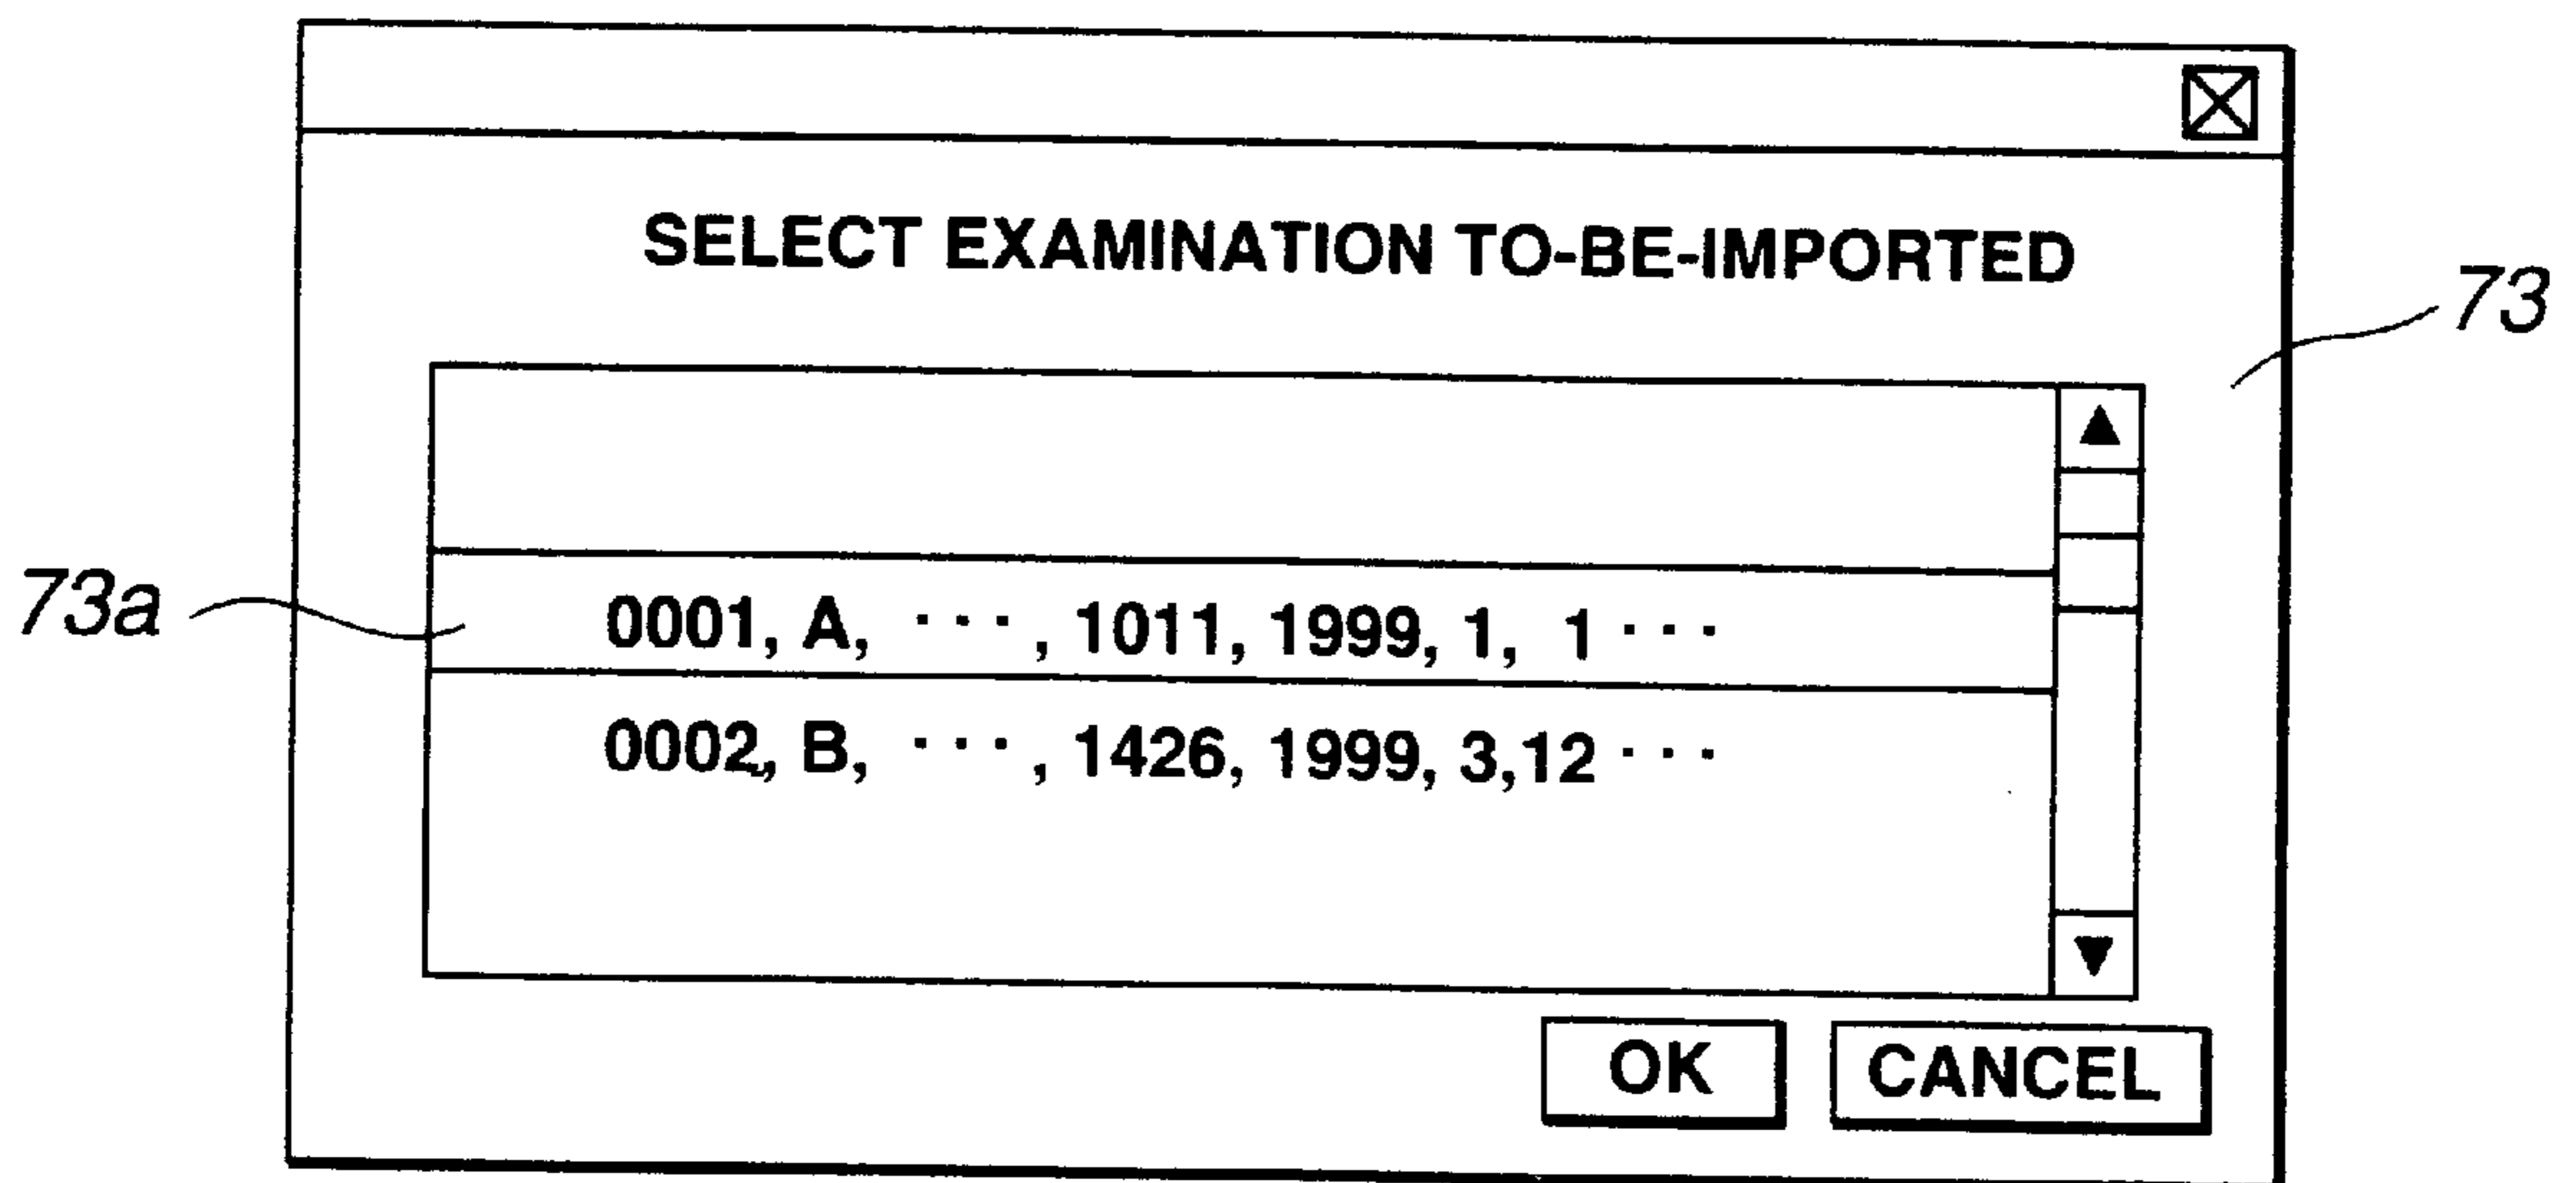 SELECT EXAMINATION TO-BE-IMPORTED
73
73a
0001, A, ···, 1011, 1999, 1, 1 ···
0002, B, ···, 1426, 1999, 3,12 ···
OK
CANCEL